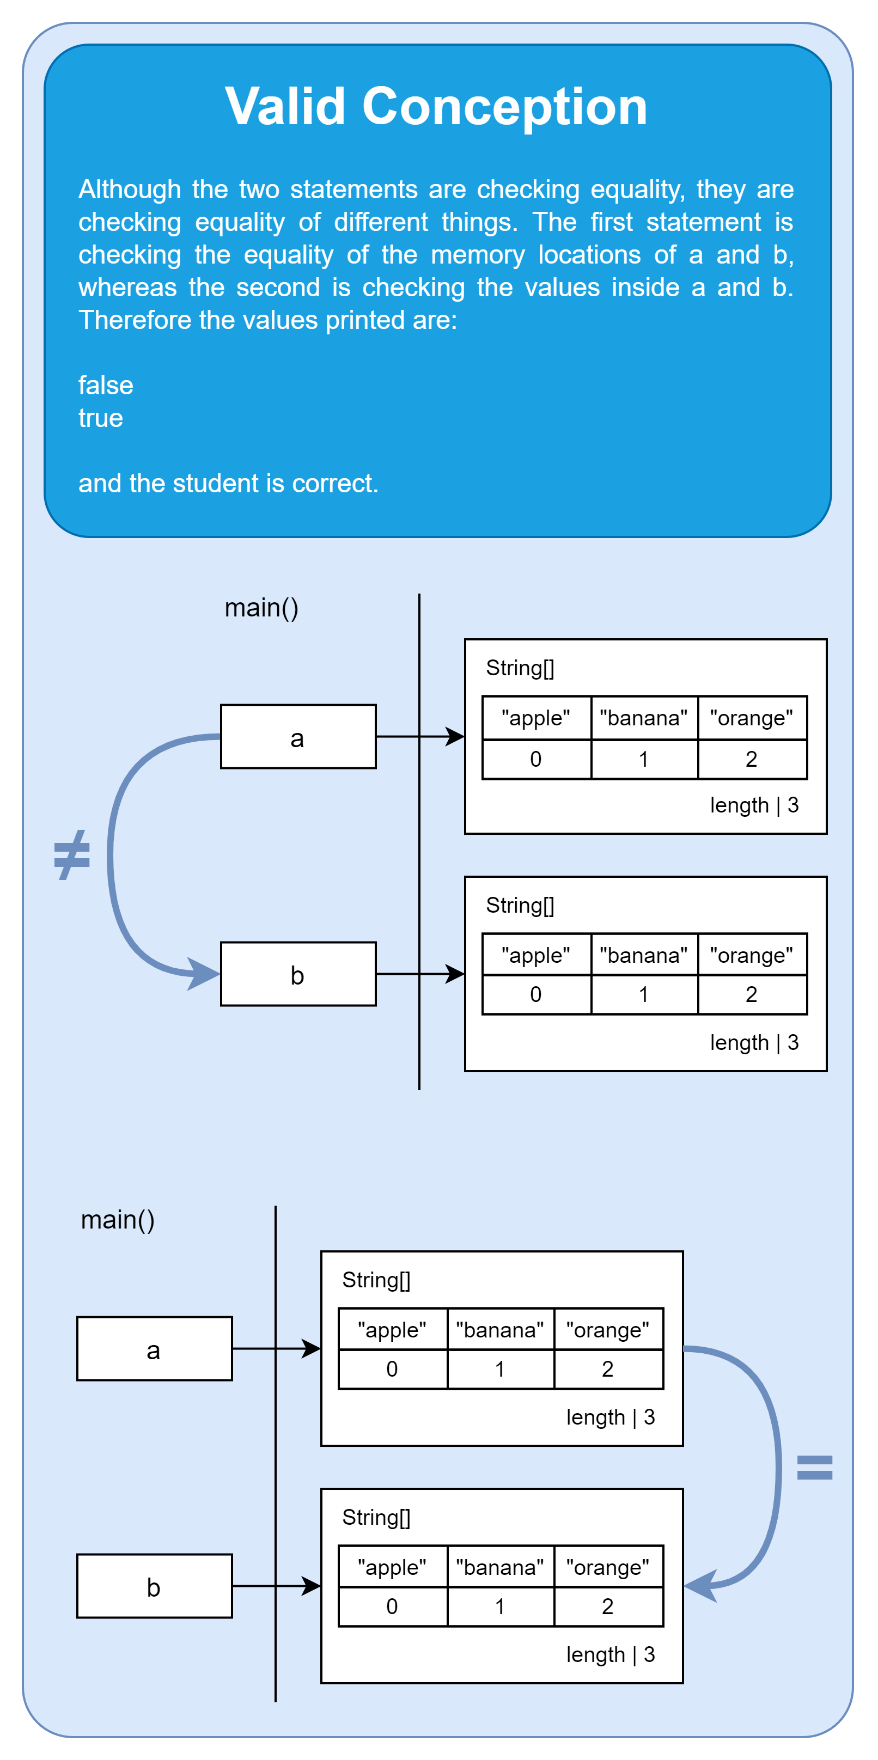 Valid Conception
Although the two statements are checking equality, they are
checking equality of different things. The first statement is
checking the equality of the memory locations of a and b,
whereas the second is checking the values inside a and b.
Therefore the values printed are:
false
true
and the student is correct.
main()
String[]
"apple" "banana" "orange"
a
0 1 2
length | 3
≠
String[]
"apple" "banana" "orange"
b
0 1 2
length | 3
main()
String[]
"apple" "banana" "orange"
a
0 1 2
length | 3
=
String[]
"apple" "banana" "orange"
b
0 1 2
length | 3